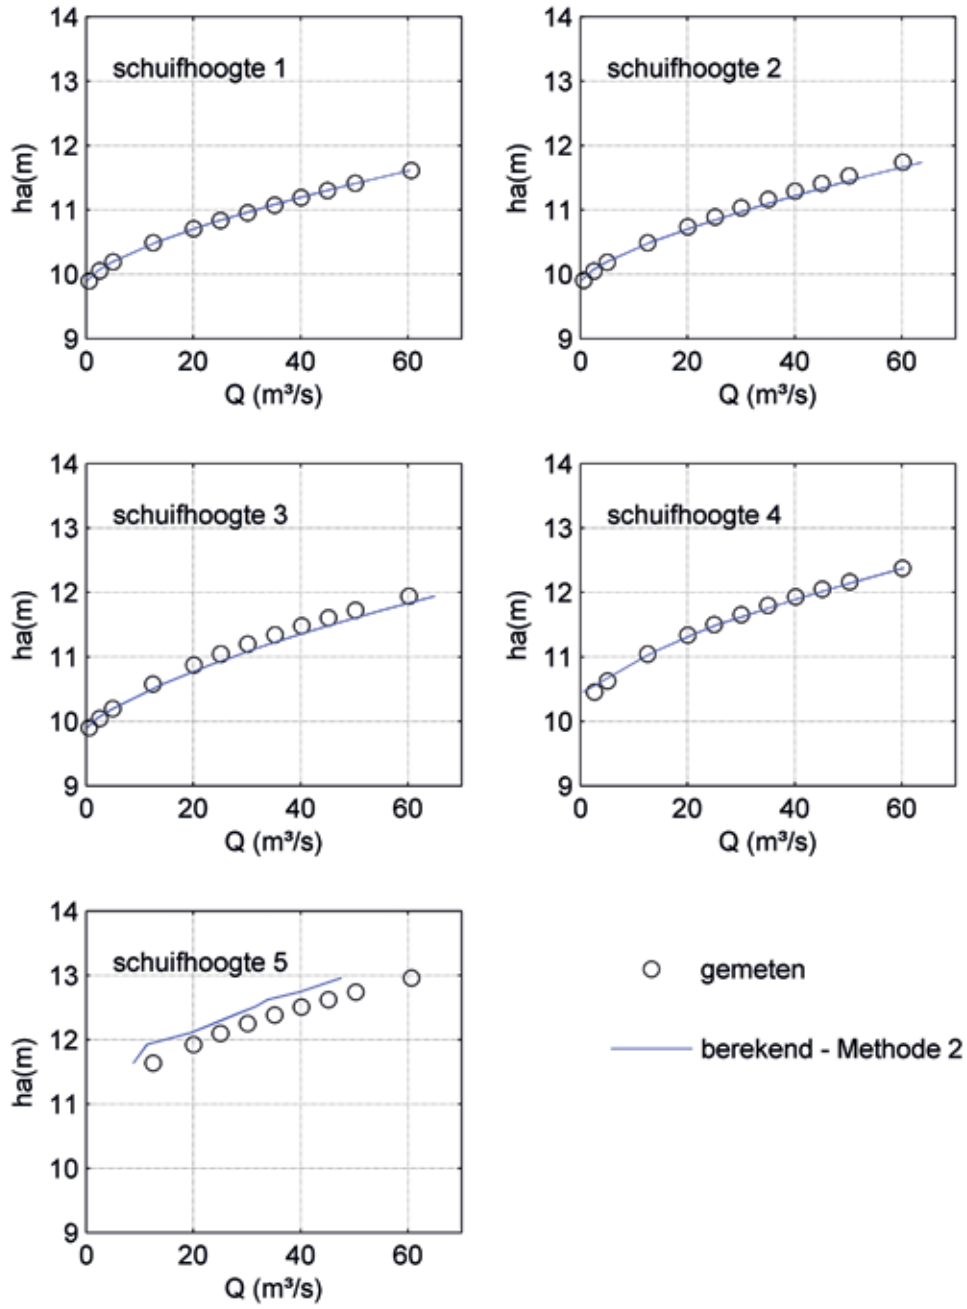 14
13
12
11
10
9
ha(m)
schuifhoogte 1
0 20 40 60
Q (m³/s)
14
13
12
11
10
9
ha(m)
schuifhoogte 2
0 20 40 60
Q (m³/s)
14
13
12
11
10
9
ha(m)
schuifhoogte 3
0 20 40 60
Q (m³/s)
14
13
12
11
10
9
ha(m)
schuifhoogte 4
0 20 40 60
Q (m³/s)
14
13
12
11
10
9
ha(m)
schuifhoogte 5
0 20 40 60
Q (m³/s)
gemeten
berekend - Methode 2